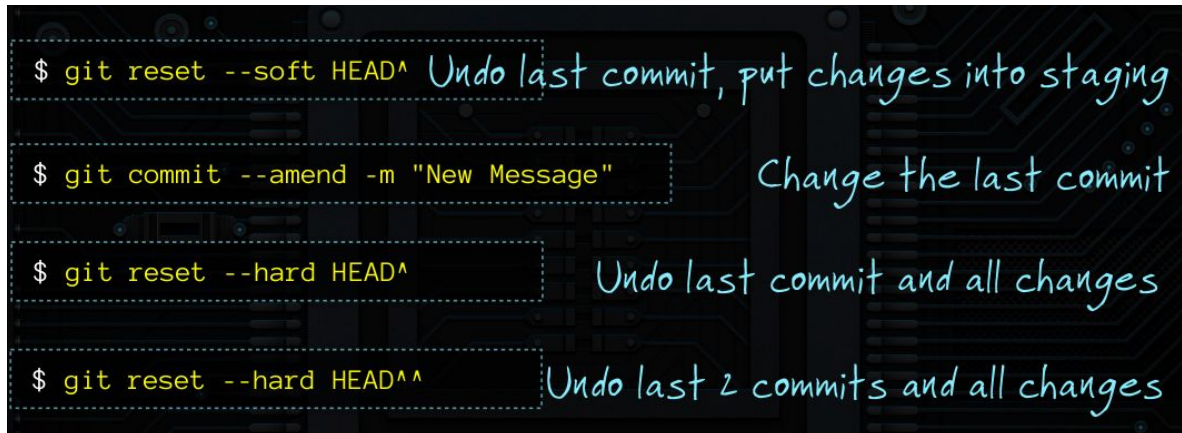 $ git reset --soft HEAD^ Undo last commit, put changes into staging
$ git commit --amend -m "New Message" Change the last commit
$ git reset --hard HEAD^ Undo last commit and all changes
$ git reset --hard HEAD^^ Undo last 2 commits and all changes